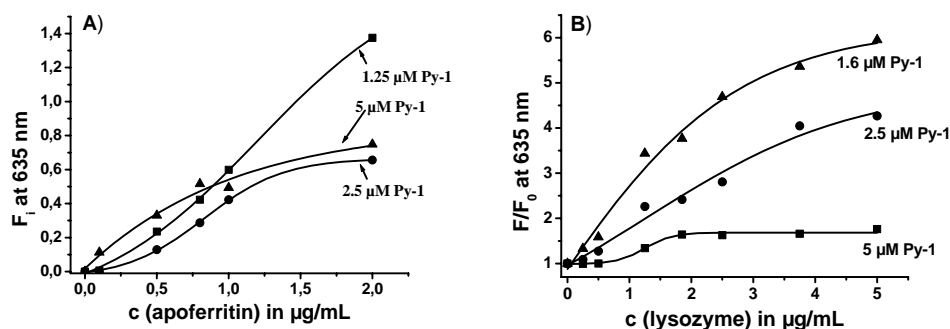 A)
F_i at 635 nm
1,4
1,2
1,0
0,8
0,6
0,4
0,2
0,0
0,0 0,5 1,0 1,5 2,0
c (apoferritin) in µg/mL
1.25 µM Py-1
5 µM Py-1
2.5 µM Py-1
B)
F/F_0 at 635 nm
6
5
4
3
2
1
0 1 2 3 4 5
c (lysozyme) in µg/mL
1.6 µM Py-1
2.5 µM Py-1
5 µM Py-1